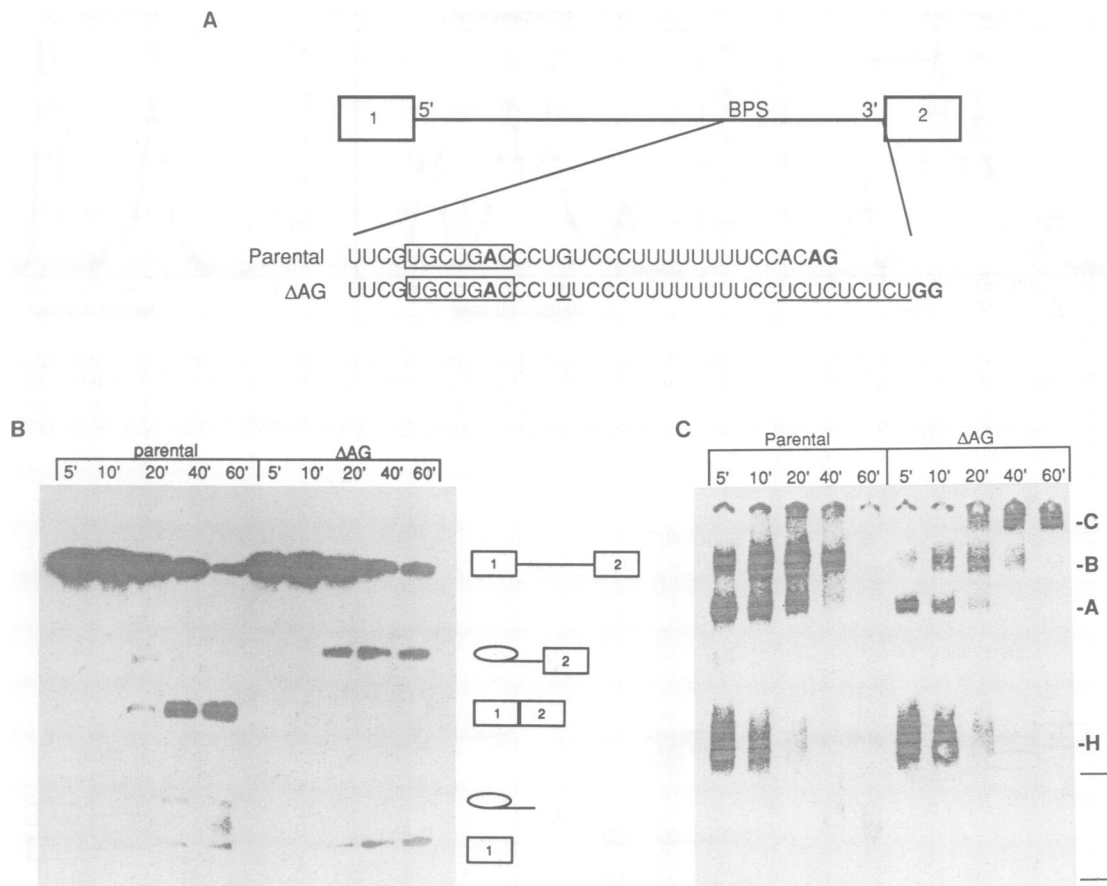 A
1 5' BPS 3' 2
Parental UUCGUGCUGACCCUGUCCCUUUUUUUUCCACAG
ΔAG UUCGUGCUGACCCUUUCCCUUUUUUUUCCUCUCUCUCUGG
B
parental ΔAG
5' 10' 20' 40' 60' 5' 10' 20' 40' 60'
1 2
2
1 2
1
C
Parental ΔAG
5' 10' 20' 40' 60' 5' 10' 20' 40' 60'
-C
-B
-A
-H